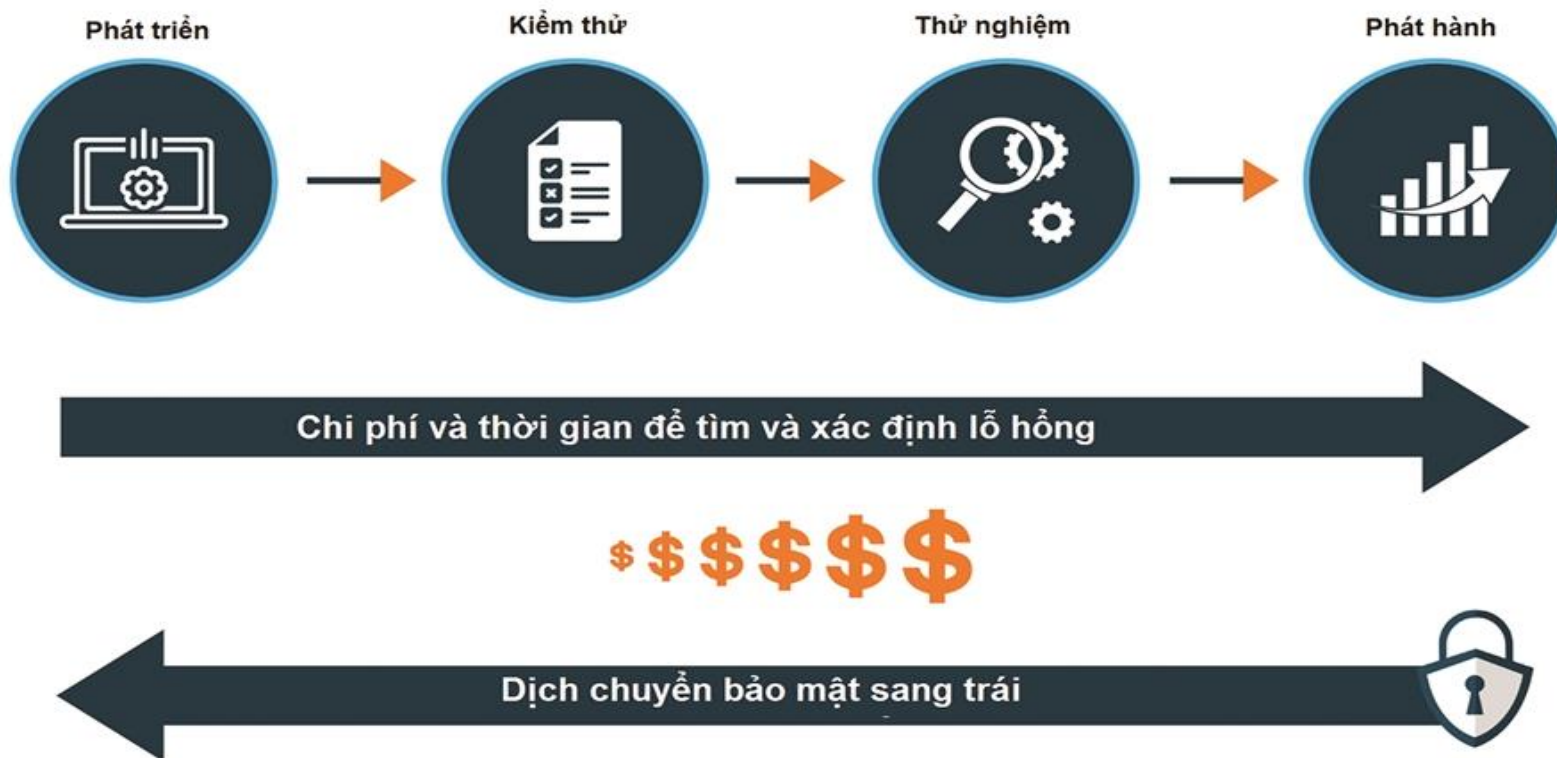 Phát triển
Kiểm thử
Thử nghiệm
Phát hành
Chi phí và thời gian để tìm và xác định lỗ hổng
$ $ $ $ $ $
Dịch chuyển bảo mật sang trái